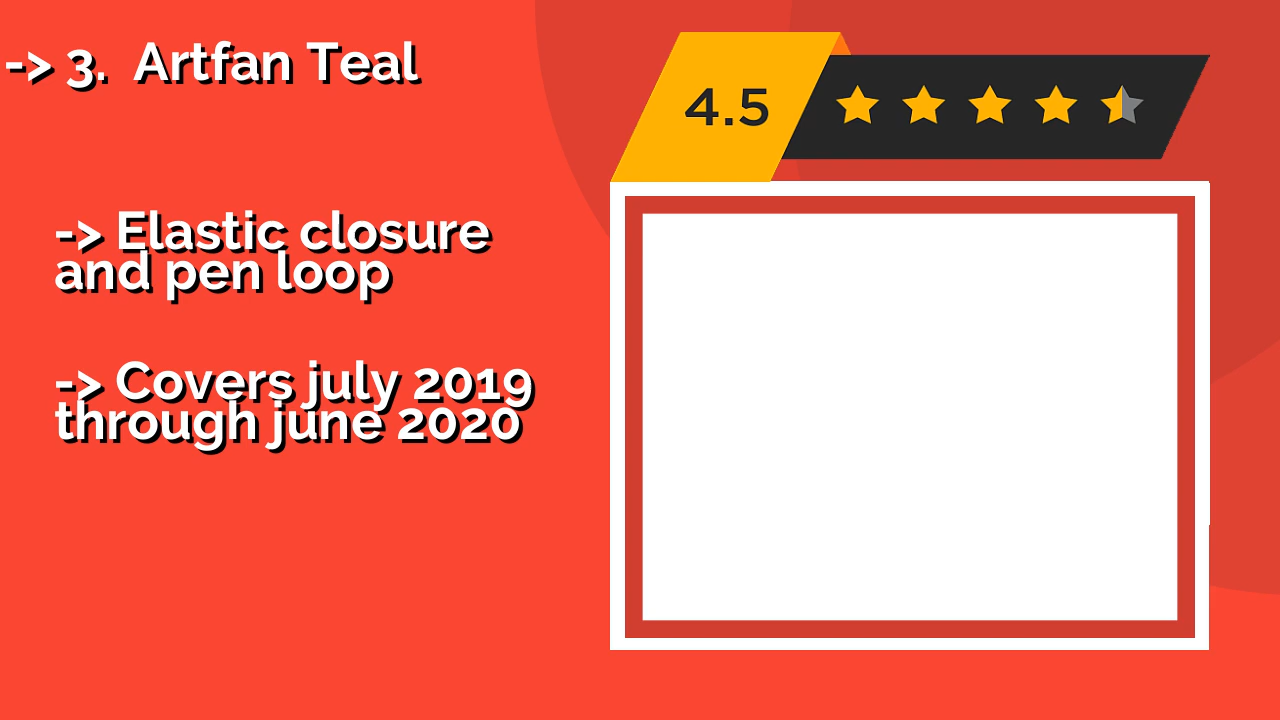 -> 3.  Artfan Teal
4.5
-> Elastic closure
and pen loop
-> Covers july 2019
through june 2020